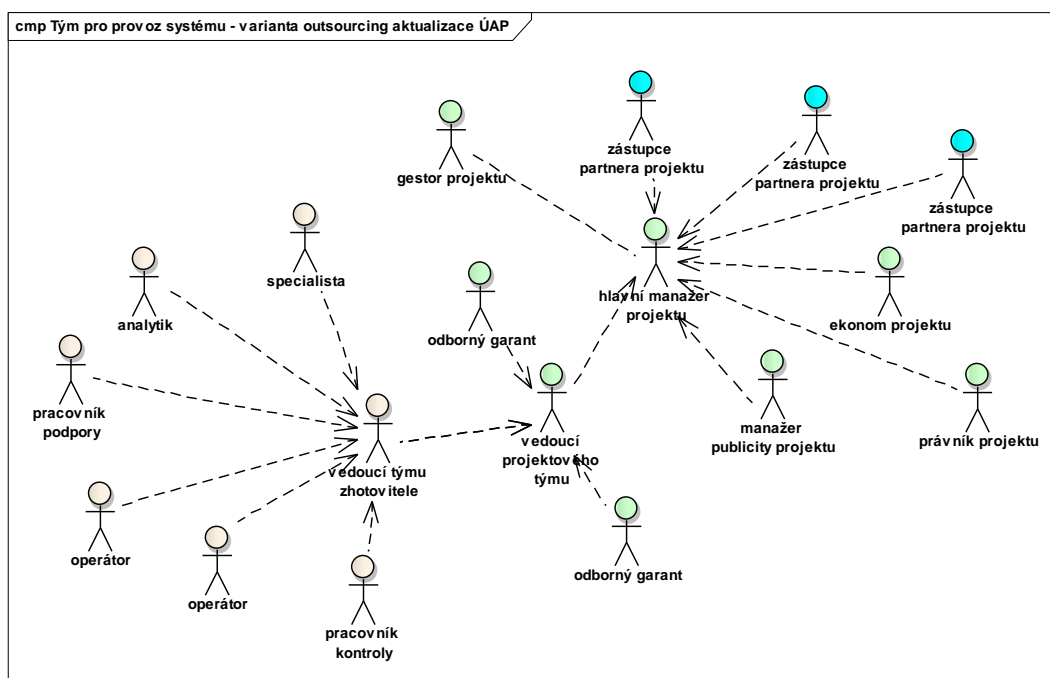 cmp Tým pro provoz systému - varianta outsourcing aktualizace ÚAP
zástupce
partnera projektu
zástupce
partnera projektu
zástupce
partnera projektu
gestor projektu
specialista
analytik
odborný garant
hlavní manažer
projektu
ekonom projektu
pracovník
podpory
vedoucí týmu
zhotovitele
vedoucí
projektového
týmu
manažer
publicity projektu
právník projektu
operátor
operátor
odborný garant
pracovník
kontroly